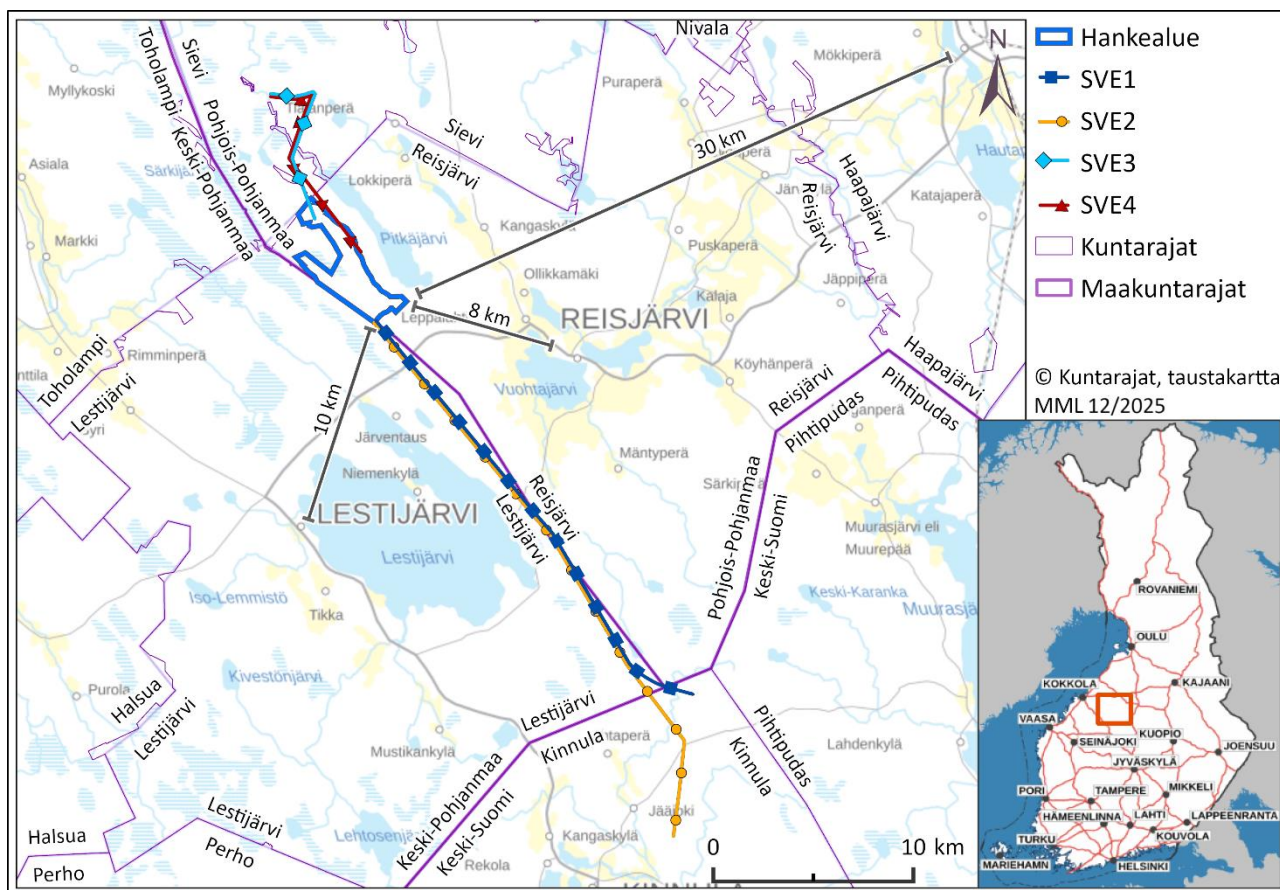 Nivala
Mökkiperä
Puraperä
Myllykoski
Sievi
Toholampi
Pohjois-Pohjanmaa
Keski-Pohjanmaa
Asiala
Lokkiperä
Sievi
Reisjärvi
30 km
Haapajärvi
Reisjärvi
Katajaperä
Markki
Pitkäjärvi
Kangaskylä
Puskaperä
Ollikkamäki
Kalaja
Jäppiperä
8 km
REISJÄRVI
Rimminperä
Toholampi
Lestijärvi
10 km
Vuohtajärvi
Köyhänperä
Reisjärvi
Pihtipudas
Haapajärvi
Pihtipudas
Järventaus
Niemenkylä
Mäntyperä
LESTIJÄRVI
Lestijärvi
Reisjärvi
Lestijärvi
Pohjois-Pohjanmaa
Keski-Suomi
Muurasjärvi eli
Muurepää
Iso-Lemmistö
Tikka
Keski-Karanka
Kivestönjärvi
Purola
Halsua
Lestijärvi
Lestijärvi
Kinnula
Mustikankylä
Pihtipudas
Kinnula
Lahdenkylä
Keski-Pohjanmaa
Keski-Suomi
Jääjoki
Lestijärvi
Perho
Lehtosenjärvi
Kangaskylä
Rekola
Halsua
Perho
0
10 km
N
Hankealue
SVE1
SVE2
SVE3
SVE4
Kuntarajat
Maakuntarajat
© Kuntarajat, taustakartta
MML 12/2025
ROVANIEMI
OULU
KOKKOLA
KAJAANI
VAASA
SEINÄJOKI
KUOPIO
JOENSUU
JYVÄSKYLÄ
PORI
TAMPERE
MIKKELI
HÄMEENLINNA
LAHTI
LAPPEENRANTA
TURKU
KOUVOLA
MARIEHAMN
HELSINKI